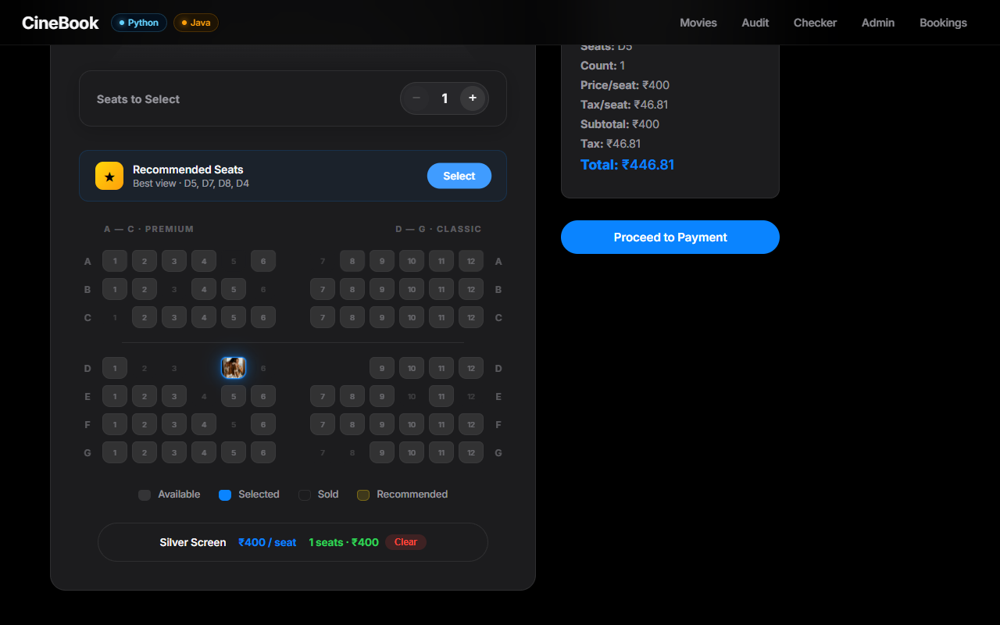 CineBook Python Java Movies Audit Checker Admin Bookings
Seats: D5
Count: 1
Price/seat: ₹400
Tax/seat: ₹46.81
Subtotal: ₹400
Tax: ₹46.81
Total: ₹446.81
Proceed to Payment
Seats to Select − 1 +
Recommended Seats
Best view · D5, D7, D8, D4
Select
A — C · PREMIUM D — G · CLASSIC
A 1 2 3 4 5 6 7 8 9 10 11 12 A
B 1 2 3 4 5 6 7 8 9 10 11 12 B
C 1 2 3 4 5 6 7 8 9 10 11 12 C
D 1 2 3 6 9 10 11 12 D
E 1 2 3 4 5 6 7 8 9 10 11 12 E
F 1 2 3 4 5 6 7 8 9 10 11 12 F
G 1 2 3 4 5 6 7 8 9 10 11 12 G
Available Selected Sold Recommended
Silver Screen ₹400 / seat 1 seats · ₹400 Clear